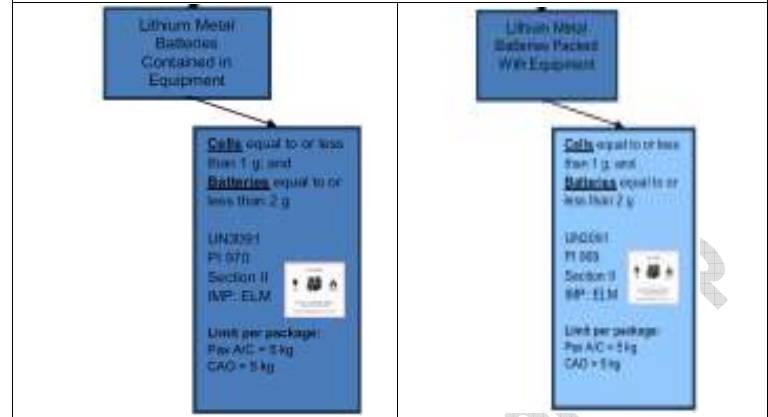 Lithium Metal
Batteries
Contained in
Equipment
Cells equal to or less
than 1 g; and
Batteries equal to or
less than 2 g
UN3091
PI 970
Section II
IMP: ELM
Limit per package:
Pax A/C = 5 kg
CAO = 5 kg
Lithium Metal
Batteries Packed
With Equipment
Cells equal to or less
than 1 g; and
Batteries equal to or
less than 2 g
UN3091
PI 969
Section II
IMP: ELM
Limit per package:
Pax A/C = 5 kg
CAO = 5 kg